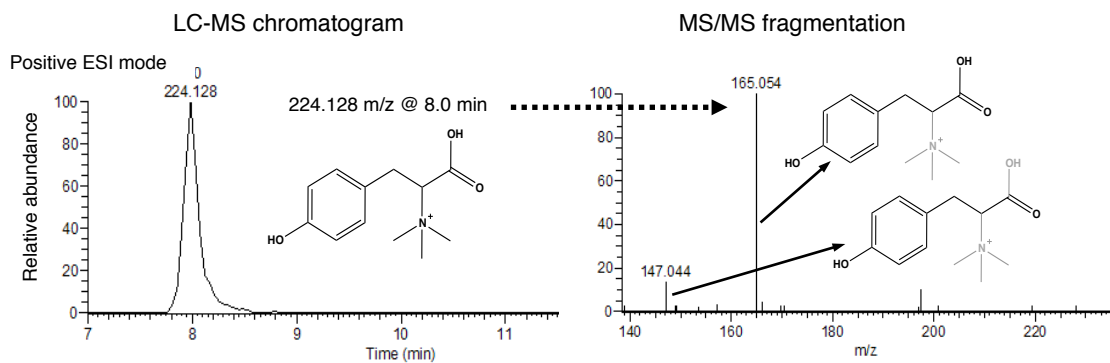 LC-MS chromatogram
MS/MS fragmentation
Positive ESI mode
0
224.128
224.128 m/z @ 8.0 min
165.054
147.044
Relative abundance
100
80
60
40
20
0
7
8
9
10
11
Time (min)
OH
O
N+
HO
100
80
60
40
20
0
140
160
180
200
220
m/z
OH
O
N+
HO
OH
O
N+
HO